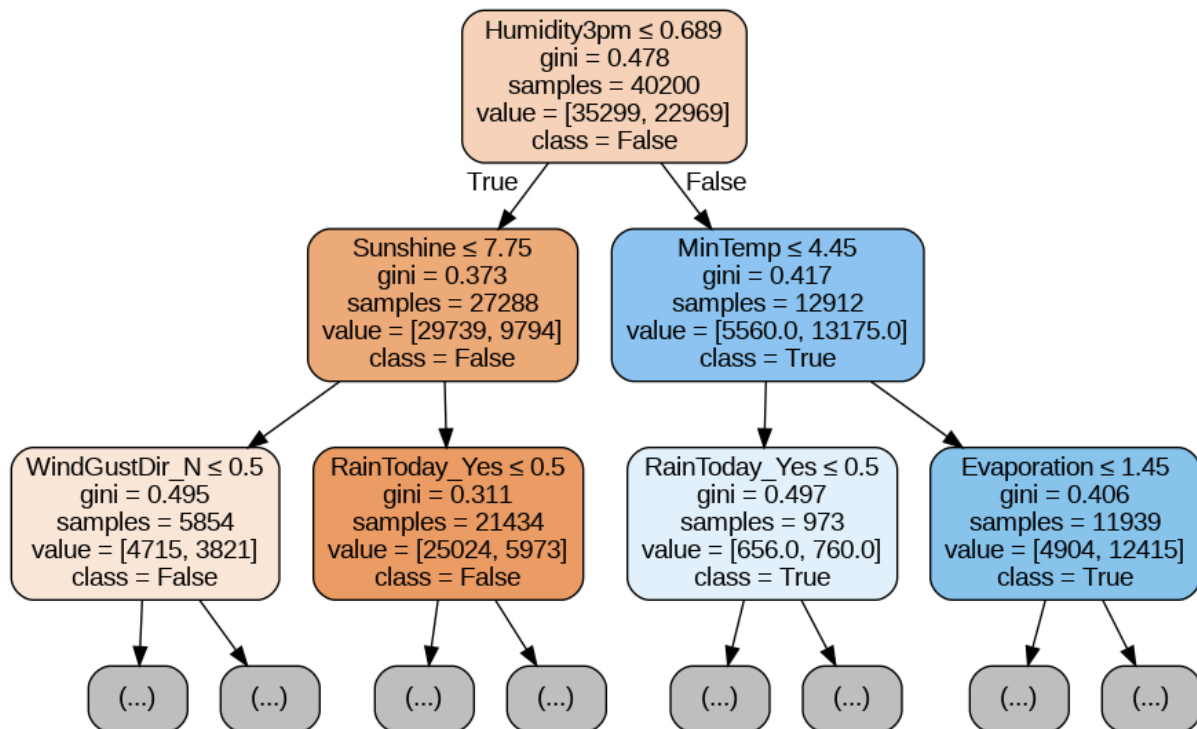 Humidity3pm ≤ 0.689
gini = 0.478
samples = 40200
value = [35299, 22969]
class = False
True
False
Sunshine ≤ 7.75
gini = 0.373
samples = 27288
value = [29739, 9794]
class = False
MinTemp ≤ 4.45
gini = 0.417
samples = 12912
value = [5560.0, 13175.0]
class = True
WindGustDir_N ≤ 0.5
gini = 0.495
samples = 5854
value = [4715, 3821]
class = False
RainToday_Yes ≤ 0.5
gini = 0.311
samples = 21434
value = [25024, 5973]
class = False
RainToday_Yes ≤ 0.5
gini = 0.497
samples = 973
value = [656.0, 760.0]
class = True
Evaporation ≤ 1.45
gini = 0.406
samples = 11939
value = [4904, 12415]
class = True
(...)
(...)
(...)
(...)
(...)
(...)
(...)
(...)